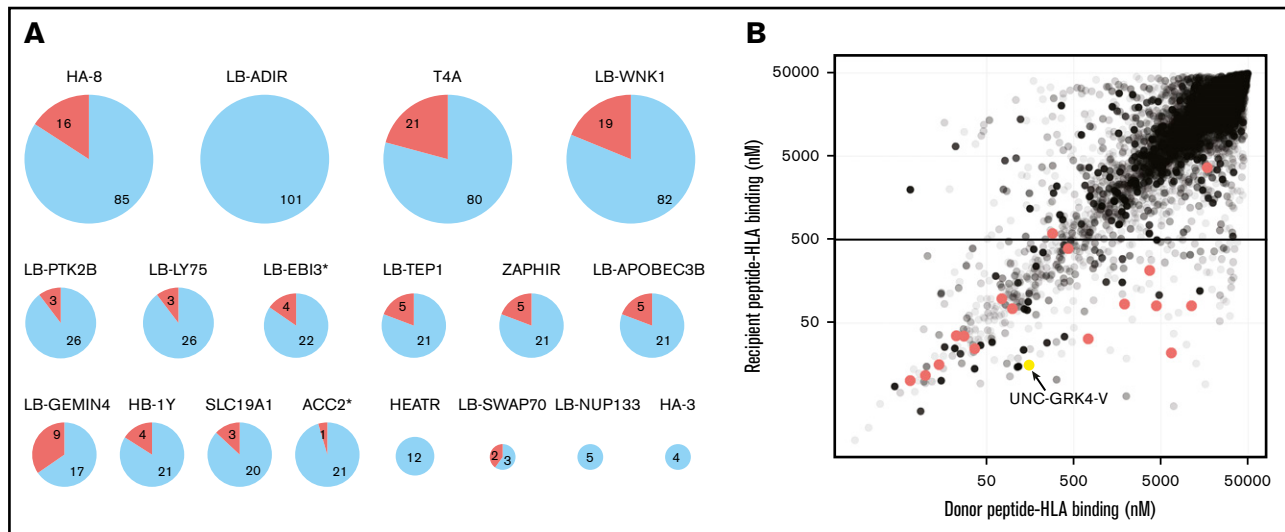 A
HA-8
LB-ADIR
T4A
LB-WNK1
16
85
101
21
80
19
82
LB-PTK2B
LB-LY75
LB-EBI3*
LB-TEP1
ZAPHIR
LB-APOBEC3B
3
26
3
26
4
22
5
21
5
21
5
21
LB-GEMIN4
HB-1Y
SLC19A1
ACC2*
HEATR
LB-SWAP70
LB-NUP133
HA-3
9
17
4
21
3
20
1
21
12
2
3
5
4
B
Recipient peptide-HLA binding (nM)
50000
5000
500
50
UNC-GRK4-V
50
500
5000
50000
Donor peptide-HLA binding (nM)